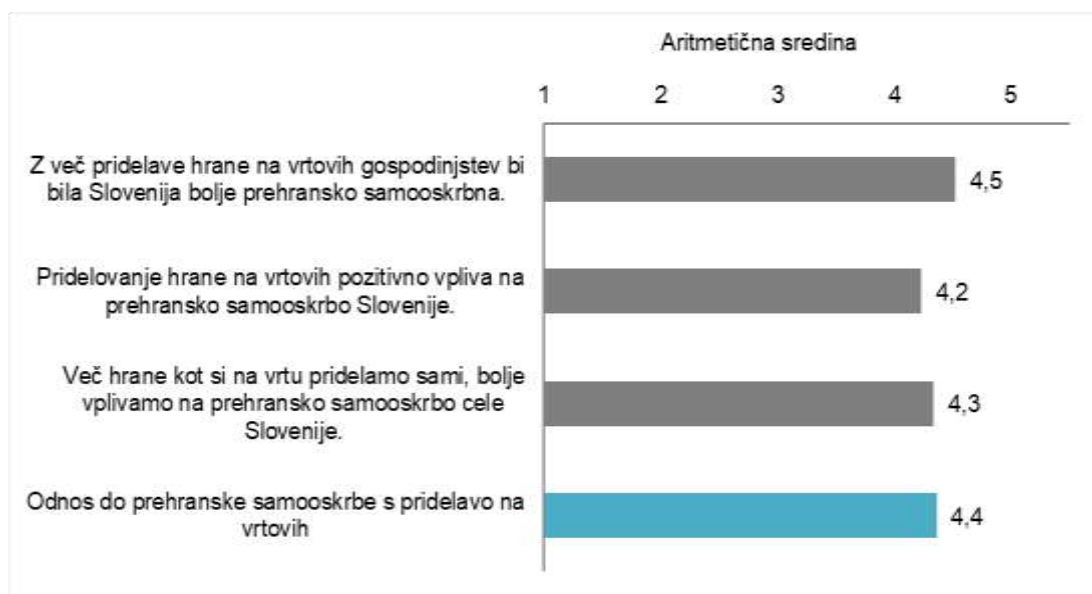 Aritmetična sredina
1 2 3 4 5
Z več pridelave hrane na vrtovih gospodinjstev bi
bila Slovenija bolje prehransko samooskrbna.
4,5
Pridelovanje hrane na vrtovih pozitivno vpliva na
prehransko samooskrbo Slovenije.
4,2
Več hrane kot si na vrtu pridelamo sami, bolje
vplivamo na prehransko samooskrbo cele
Slovenije.
4,3
Odnos do prehranske samooskrbe s pridelavo na
vrtovih
4,4